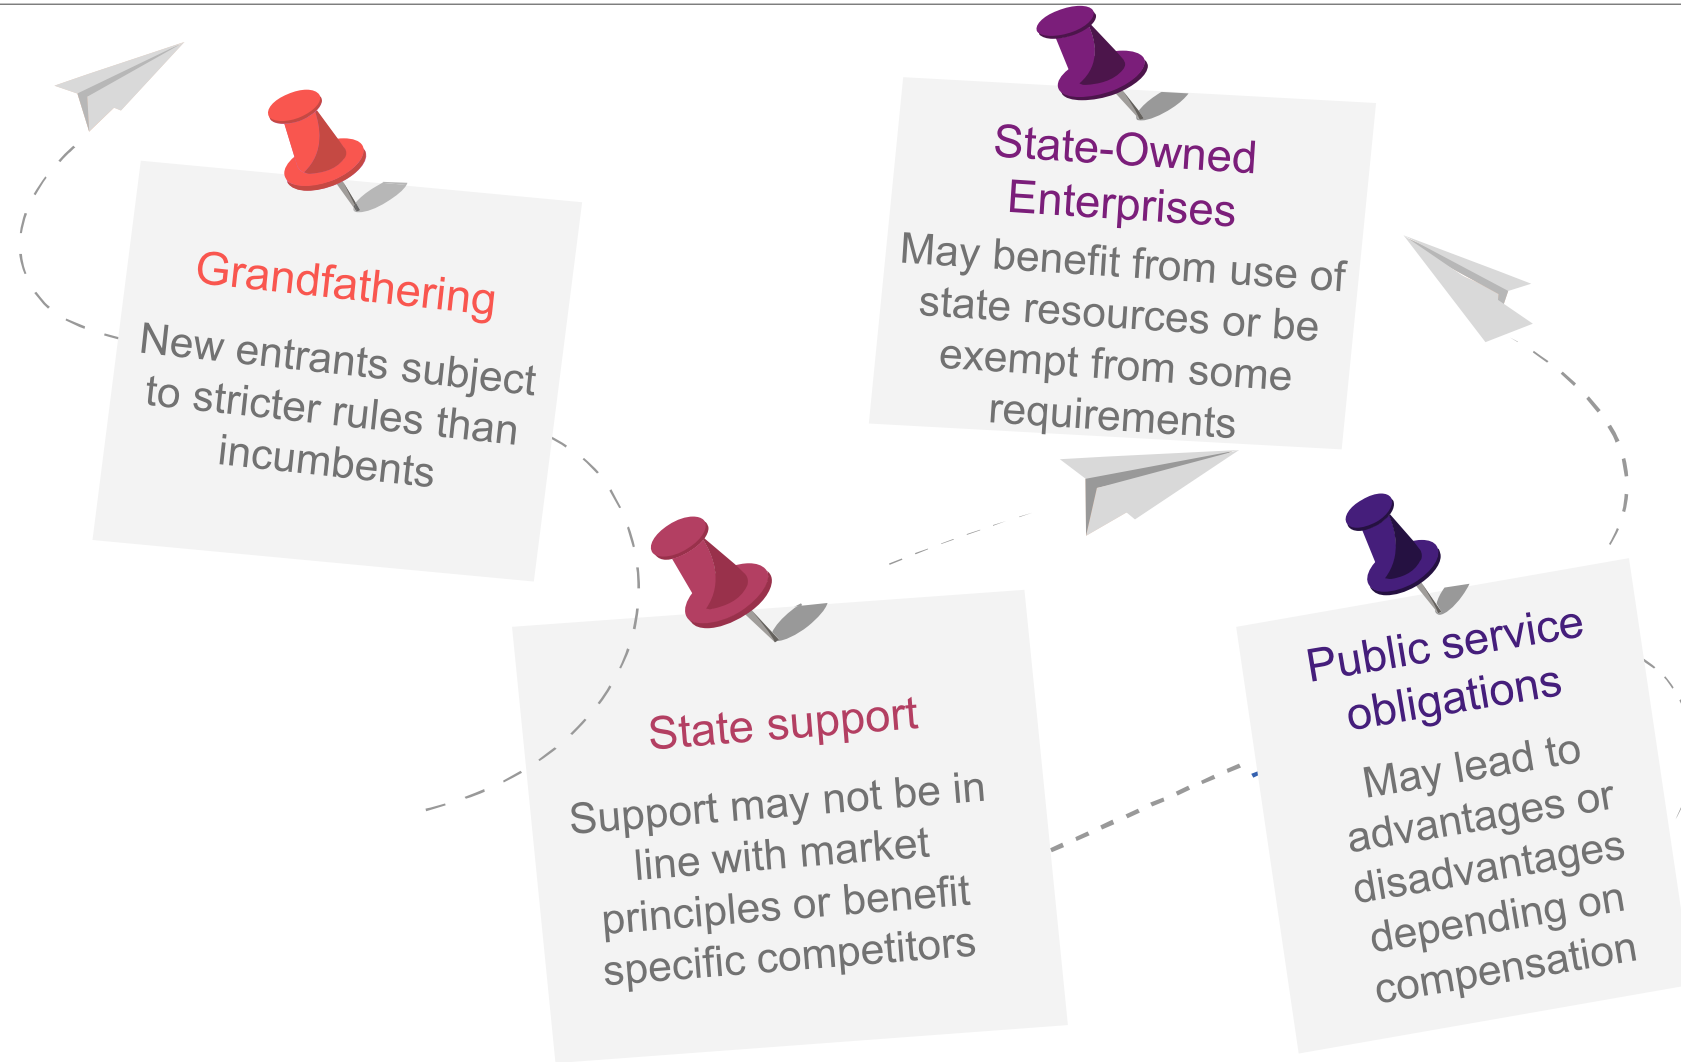 Grandfathering
New entrants subject
to stricter rules than
incumbents
State-Owned
Enterprises
May benefit from use of
state resources or be
exempt from some
requirements
State support
Support may not be in
line with market
principles or benefit
specific competitors
Public service
obligations
May lead to
advantages or
disadvantages
depending on
compensation